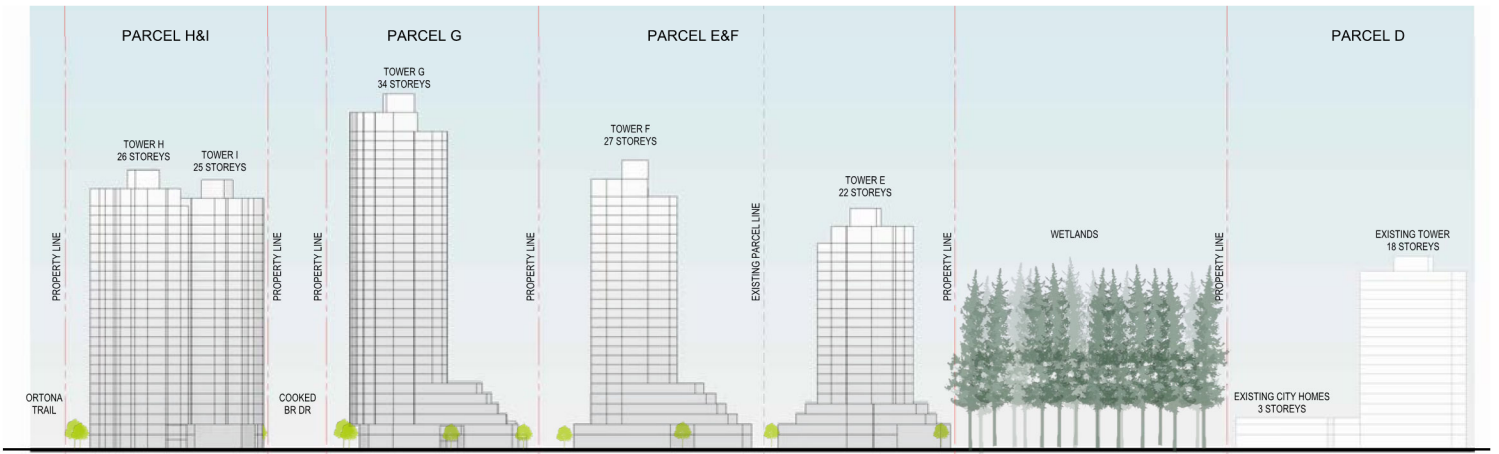 PARCEL H&I
PARCEL G
PARCEL E&F
PARCEL D
TOWER G
34 STOREYS
TOWER F
27 STOREYS
TOWER H
26 STOREYS
TOWER I
25 STOREYS
TOWER E
22 STOREYS
WETLANDS
EXISTING TOWER
18 STOREYS
PROPERTY LINE
PROPERTY LINE
PROPERTY LINE
PROPERTY LINE
EXISTING PARCEL LINE
PROPERTY LINE
PROPERTY LINE
ORTONA
TRAIL
COOKED
BR DR
EXISTING CITY HOMES
3 STOREYS